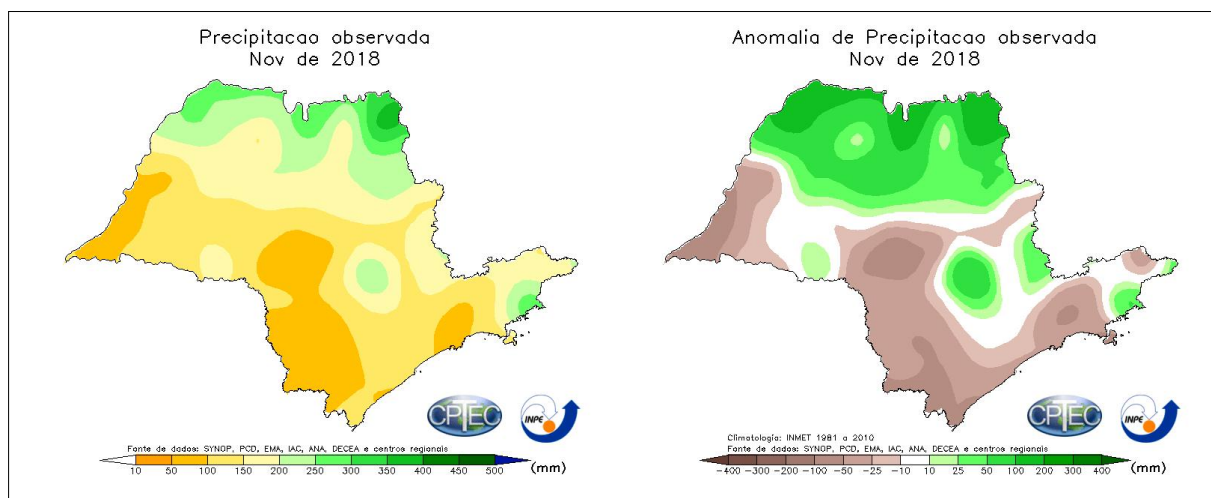 Precipitacao observada
Nov de 2018
CPTEC
INPE
Fonte de dados: SYNOP, PCD, EMA, IAC, ANA, DECEA e centros regionais
10 50 100 150 200 250 300 350 400 450 500 (mm)
Anomalia de Precipitacao observada
Nov de 2018
CPTEC
INPE
Climatologia: INMET 1981 a 2010
Fonte de dados: SYNOP, PCD, EMA, IAC, ANA, DECEA e centros regionais
-400 -300 -200 -100 -50 -25 -10 10 25 50 100 200 300 400 (mm)